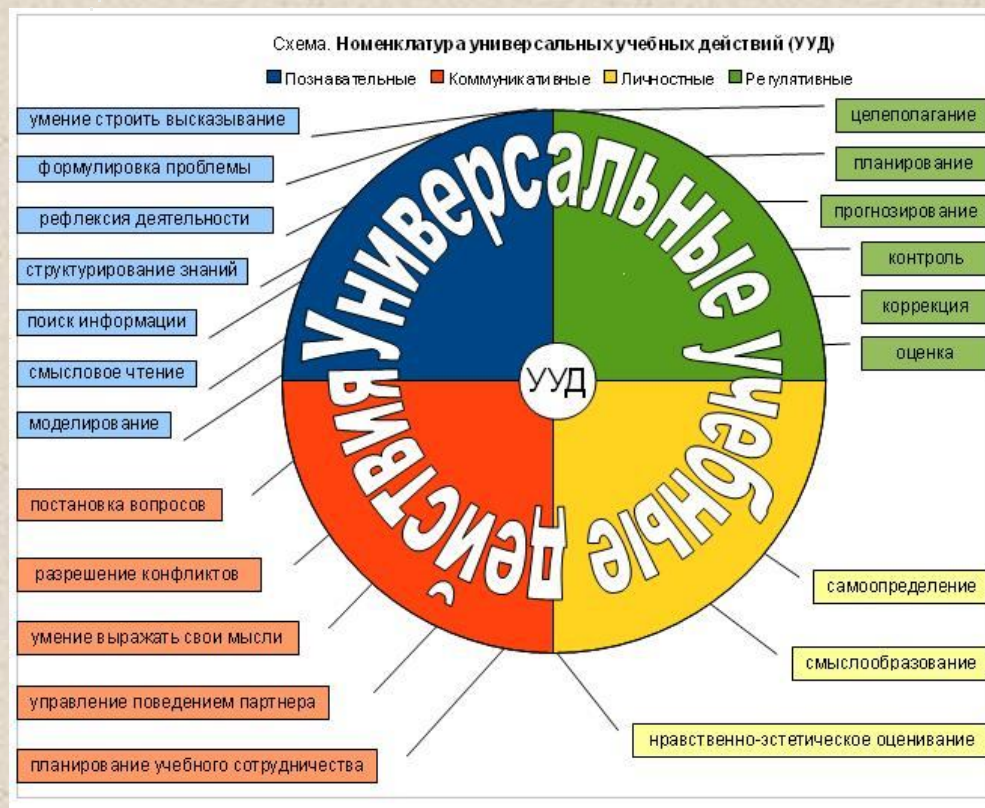 Схема. Номенклатура универсальных учебных действий (УУД)
Познавательные Коммуникативные Личностные Регулятивные
умение строить высказывание
формулировка проблемы
рефлексия деятельности
структурирование знаний
поиск информации
смысловое чтение
моделирование
целеполагание
планирование
прогнозирование
контроль
коррекция
оценка
Универсальные учебные действия
УУД
постановка вопросов
разрешение конфликтов
умение выражать свои мысли
управление поведением партнера
планирование учебного сотрудничества
самоопределение
смыслообразование
нравственно-эстетическое оценивание